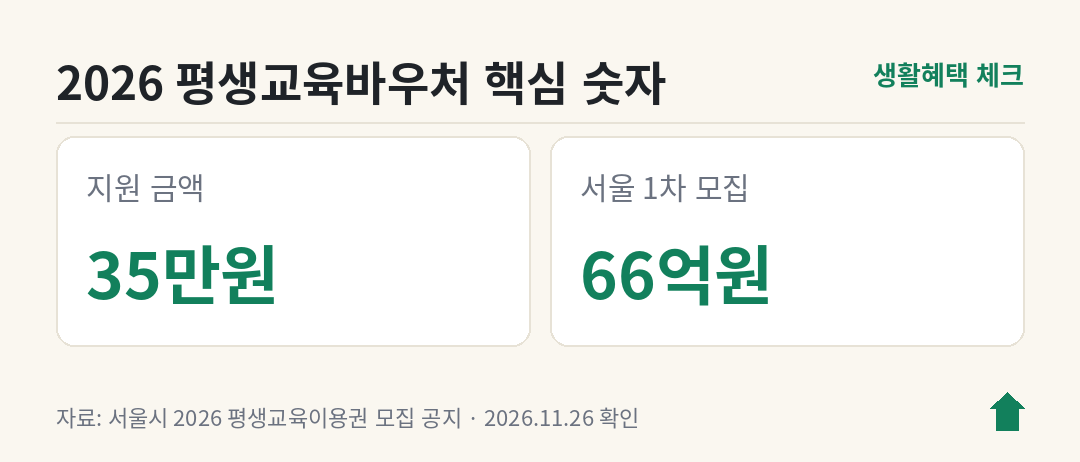 2026 평생교육바우처 핵심 숫자
생활혜택 체크
지원 금액
35만원
서울 1차 모집
66억원
자료: 서울시 2026 평생교육이용권 모집 공지 · 2026.11.26 확인